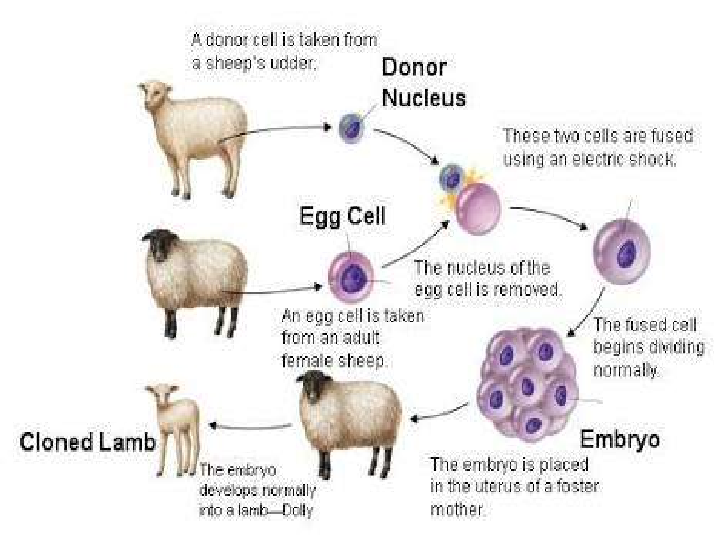 A donor cell is taken from
a sheep's udder.
Donor
Nucleus
These two cells are fused
using an electric shock.
Egg Cell
The nucleus of the
egg cell is removed.
An egg cell is taken
from an adult
female sheep.
The fused cell
begins dividing
normally.
Cloned Lamb
Embryo
The embryo is placed
in the uterus of a foster
mother.
The embryo
develops normally
into a lamb—Dolly